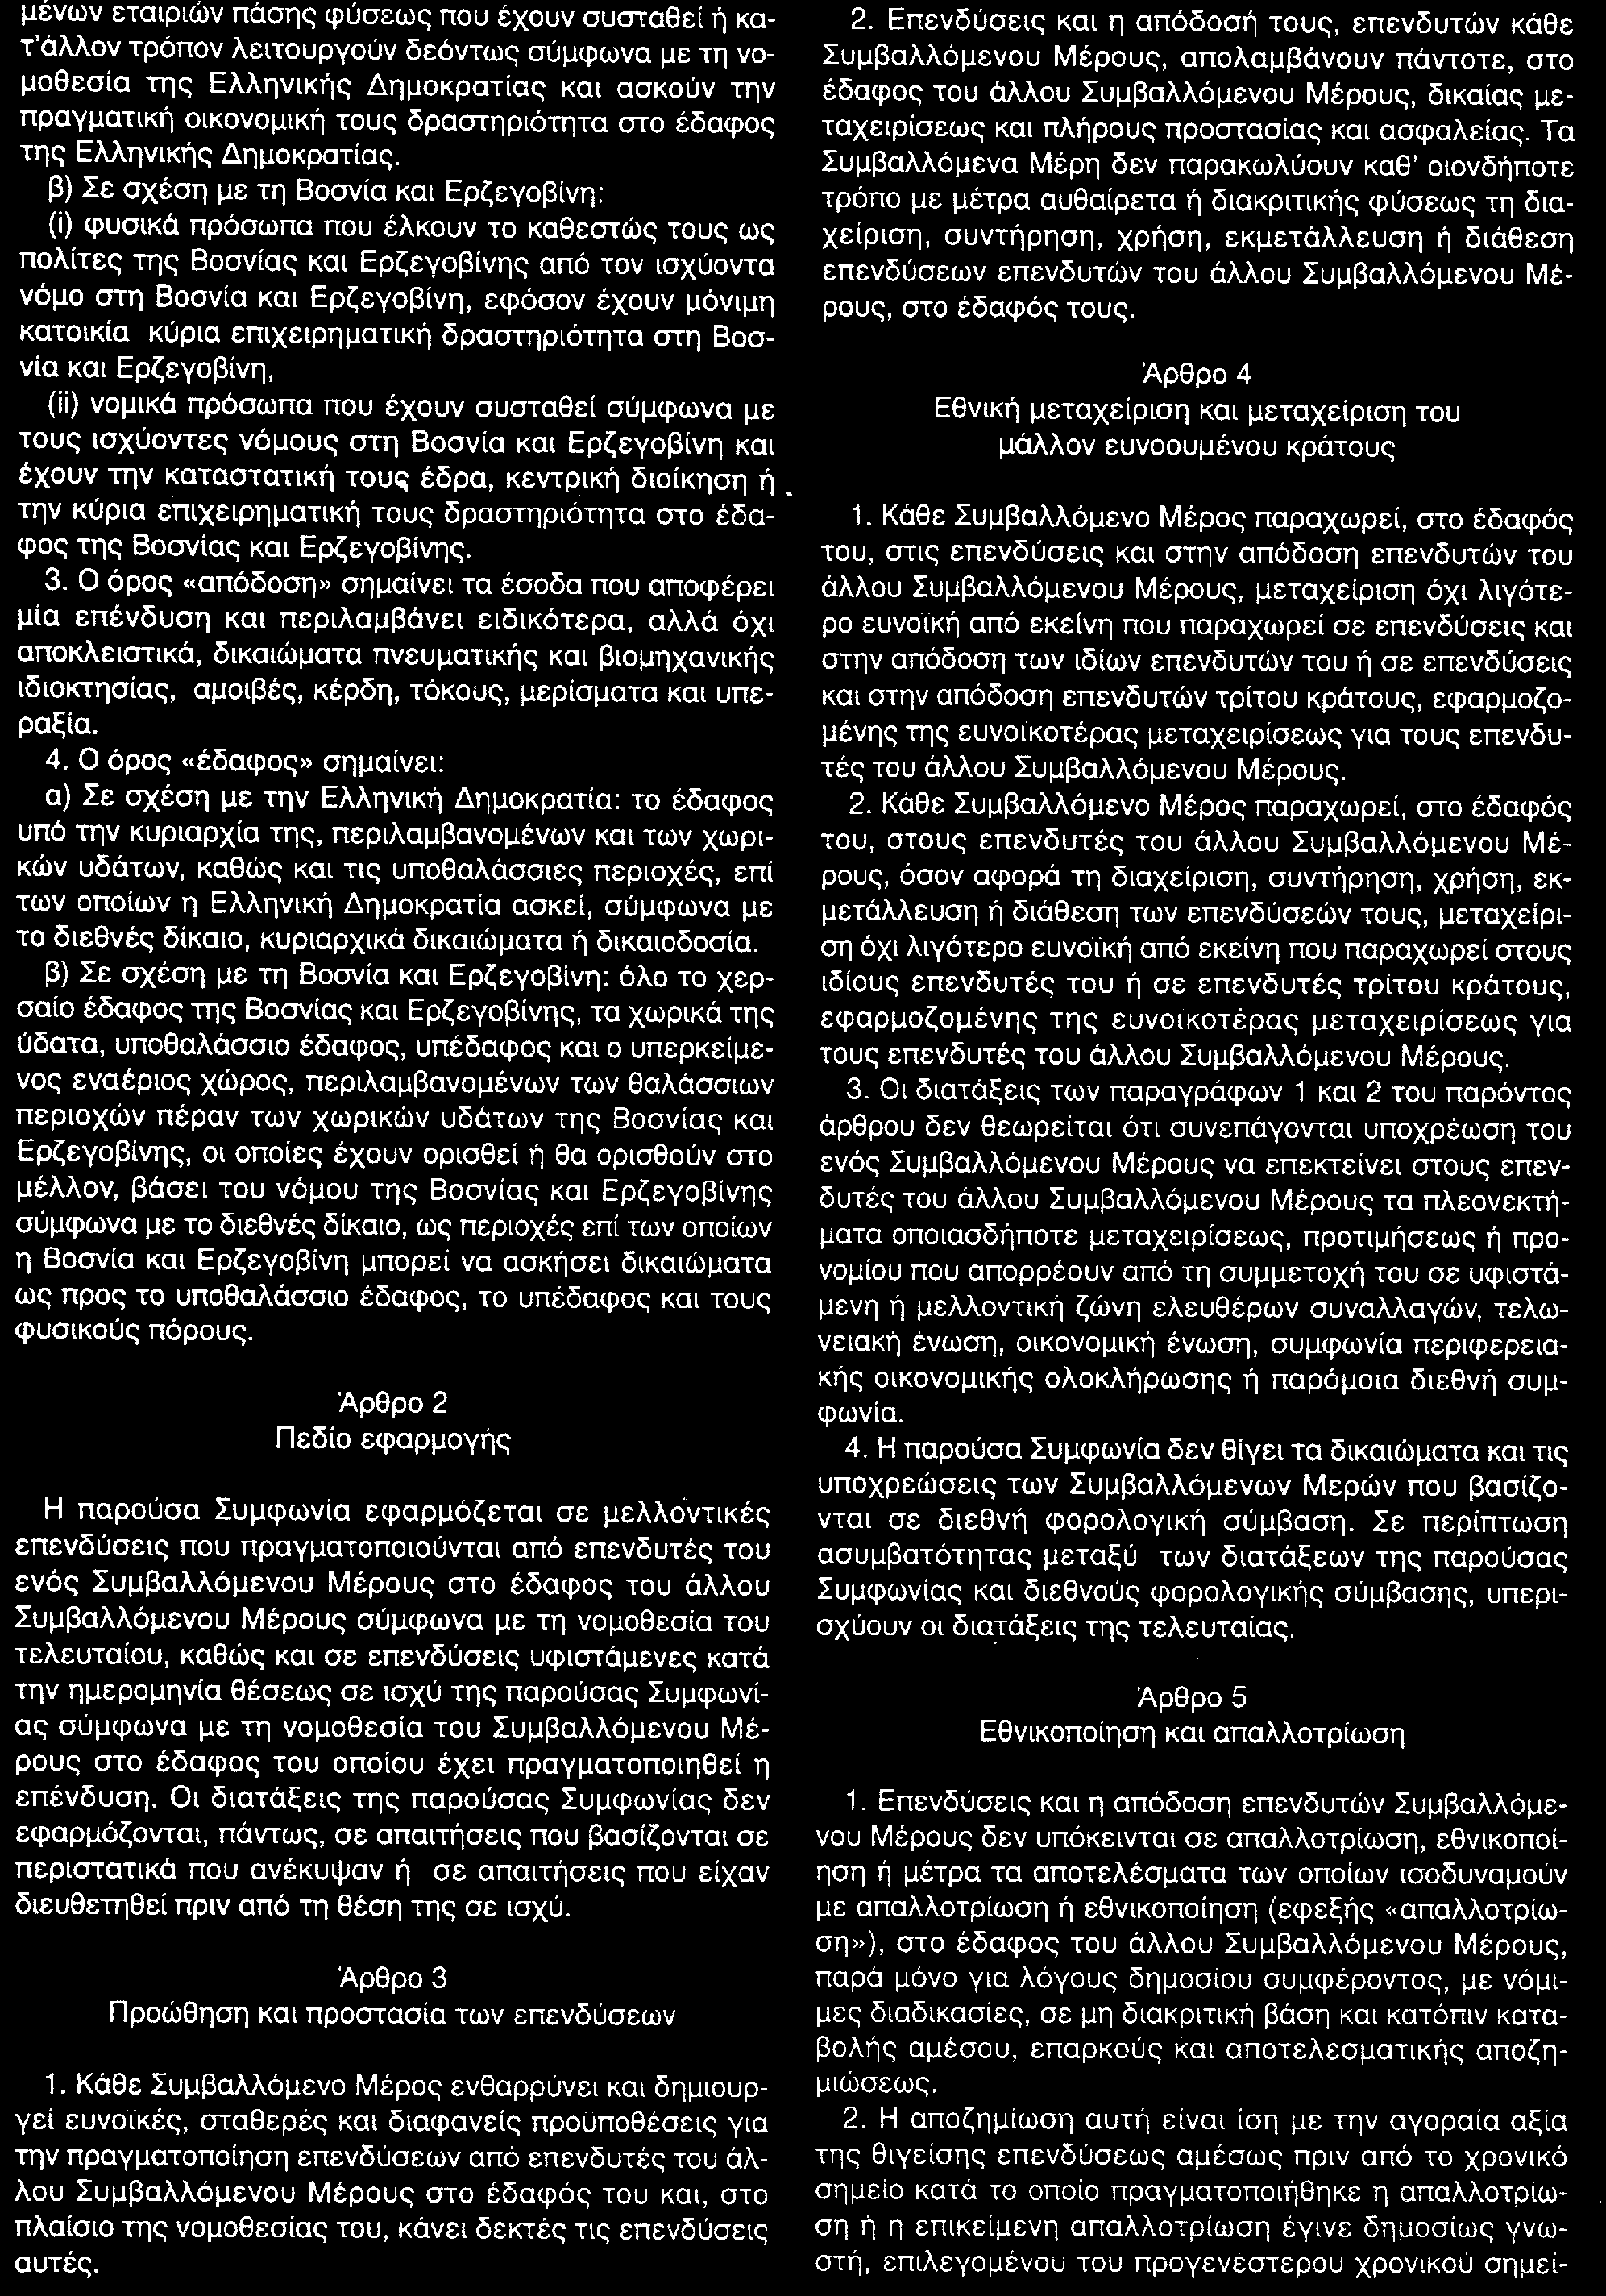 μένων εταιριών πάσης φύσεως που έχουν συσταθεί ή κα-
τ'άλλον τρόπον λειτουργούν δεόντως σύμφωνα με τη νο-
μοθεσία της Ελληνικής Δημοκρατίας και ασκούν την
πραγματική οικονομική τους δραστηριότητα στο έδαφος
της Ελληνικής Δημοκρατίας.
β) Σε σχέση με τη Βοσνία και Ερζεγοβίνη:
(i) φυσικά πρόσωπα που έλκουν το καθεστώς τους ως
πολίτες της Βοσνίας και Ερζεγοβίνης από τον ισχύοντα
νόμο στη Βοσνία και Ερζεγοβίνη, εφόσον έχουν μόνιμη
κατοικία κύρια επιχειρηματική δραστηριότητα στη Βοσ-
νία και Ερζεγοβίνη,
(ii) νομικά πρόσωπα που έχουν συσταθεί σύμφωνα με
τους ισχύοντες νόμους στη Βοσνία και Ερζεγοβίνη και
έχουν την καταστατική τους έδρα, κεντρική διοίκηση ή
την κύρια επιχειρηματική τους δραστηριότητα στο έδα-
φος της Βοσνίας και Ερζεγοβίνης.
3. Ο όρος «απόδοση» σημαίνει τα έσοδα που αποφέρει
μία επένδυση και περιλαμβάνει ειδικότερα, αλλά όχι
αποκλειστικά, δικαιώματα πνευματικής και βιομηχανικής
ιδιοκτησίας, αμοιβές, κέρδη, τόκους, μερίσματα και υπε-
ραξία.
4. Ο όρος «έδαφος» σημαίνει:
α) Σε σχέση με την Ελληνική Δημοκρατία: το έδαφος
υπό την κυριαρχία της, περιλαμβανομένων και των χωρι-
κών υδάτων, καθώς και τις υποθαλάσσιες περιοχές, επί
των οποίων η Ελληνική Δημοκρατία ασκεί, σύμφωνα με
το διεθνές δίκαιο, κυριαρχικά δικαιώματα ή δικαιοδοσία.
β) Σε σχέση με τη Βοσνία και Ερζεγοβίνη: όλο το χερ-
σαίο έδαφος της Βοσνίας και Ερζεγοβίνης, τα χωρικά της
ύδατα, υποθαλάσσιο έδαφος, υπέδαφος και ο υπερκείμε-
νος εναέριος χώρος, περιλαμβανομένων των θαλάσσιων
περιοχών πέραν των χωρικών υδάτων της Βοσνίας και
Ερζεγοβίνης, οι οποίες έχουν ορισθεί ή θα ορισθούν στο
μέλλον, βάσει του νόμου της Βοσνίας και Ερζεγοβίνης
σύμφωνα με το διεθνές δίκαιο, ως περιοχές επί των οποίων
η Βοσνία και Ερζεγοβίνη μπορεί να ασκήσει δικαιώματα
ως προς το υποθαλάσσιο έδαφος, το υπέδαφος και τους
φυσικούς πόρους.
Άρθρο 2
Πεδίο εφαρμογής
Η παρούσα Συμφωνία εφαρμόζεται σε μελλοντικές
επενδύσεις που πραγματοποιούνται από επενδυτές του
ενός Συμβαλλόμενου Μέρους στο έδαφος του άλλου
Συμβαλλόμενου Μέρους σύμφωνα με τη νομοθεσία του
τελευταίου, καθώς και σε επενδύσεις υφιστάμενες κατά
την ημερομηνία θέσεως σε ισχύ της παρούσας Συμφωνί-
ας σύμφωνα με τη νομοθεσία του Συμβαλλόμενου Μέ-
ρους στο έδαφος του οποίου έχει πραγματοποιηθεί η
επένδυση. Οι διατάξεις της παρούσας Συμφωνίας δεν
εφαρμόζονται, πάντως, σε απαιτήσεις που βασίζονται σε
περιστατικά που ανέκυψαν ή σε απαιτήσεις που είχαν
διευθετηθεί πριν από τη θέση της σε ισχύ.
Άρθρο 3
Προώθηση και προστασία των επενδύσεων
1. Κάθε Συμβαλλόμενο Μέρος ενθαρρύνει και δημιουρ-
γεί ευνοϊκές, σταθερές και διαφανείς προϋποθέσεις για
την πραγματοποίηση επενδύσεων από επενδυτές του άλ-
λου Συμβαλλόμενου Μέρους στο έδαφός του και, στο
πλαίσιο της νομοθεσίας του, κάνει δεκτές τις επενδύσεις
αυτές.
2. Επενδύσεις και η απόδοσή τους, επενδυτών κάθε
Συμβαλλόμενου Μέρους, απολαμβάνουν πάντοτε, στο
έδαφος του άλλου Συμβαλλόμενου Μέρους, δικαίας με-
ταχειρίσεως και πλήρους προστασίας και ασφαλείας. Τα
Συμβαλλόμενα Μέρη δεν παρακωλύουν καθ' οιονδήποτε
τρόπο με μέτρα αυθαίρετα ή διακριτικής φύσεως τη δια-
χείριση, συντήρηση, χρήση, εκμετάλλευση ή διάθεση
επενδύσεων επενδυτών του άλλου Συμβαλλόμενου Μέ-
ρους, στο έδαφός τους.
Άρθρο 4
Εθνική μεταχείριση και μεταχείριση του
μάλλον ευνοουμένου κράτους
1. Κάθε Συμβαλλόμενο Μέρος παραχωρεί, στο έδαφός
του, στις επενδύσεις και στην απόδοση επενδυτών του
άλλου Συμβαλλόμενου Μέρους, μεταχείριση όχι λιγότε-
ρο ευνοϊκή από εκείνη που παραχωρεί σε επενδύσεις και
στην απόδοση των ιδίων επενδυτών του ή σε επενδύσεις
και στην απόδοση επενδυτών τρίτου κράτους, εφαρμοζο-
μένης της ευνοϊκοτέρας μεταχειρίσεως για τους επενδυ-
τές του άλλου Συμβαλλόμενου Μέρους.
2. Κάθε Συμβαλλόμενο Μέρος παραχωρεί, στο έδαφός
του, στους επενδυτές του άλλου Συμβαλλόμενου Μέ-
ρους, όσον αφορά τη διαχείριση, συντήρηση, χρήση, εκ-
μετάλλευση ή διάθεση των επενδύσεών τους, μεταχείρι-
ση όχι λιγότερο ευνοϊκή από εκείνη που παραχωρεί στους
ιδίους επενδυτές του ή σε επενδυτές τρίτου κράτους,
εφαρμοζομένης της ευνοϊκοτέρας μεταχειρίσεως για
τους επενδυτές του άλλου Συμβαλλόμενου Μέρους.
3. Οι διατάξεις των παραγράφων 1 και 2 του παρόντος
άρθρου δεν θεωρείται ότι συνεπάγονται υποχρέωση του
ενός Συμβαλλόμενου Μέρους να επεκτείνει στους επεν-
δυτές του άλλου Συμβαλλόμενου Μέρους τα πλεονεκτή-
ματα οποιασδήποτε μεταχειρίσεως, προτιμήσεως ή προ-
νομίου που απορρέουν από τη συμμετοχή του σε υφιστά-
μενη ή μελλοντική ζώνη ελευθέρων συναλλαγών, τελω-
νειακή ένωση, οικονομική ένωση, συμφωνία περιφερεια-
κής οικονομικής ολοκλήρωσης ή παρόμοια διεθνή συμ-
φωνία.
4. Η παρούσα Συμφωνία δεν θίγει τα δικαιώματα και τις
υποχρεώσεις των Συμβαλλόμενων Μερών που βασίζο-
νται σε διεθνή φορολογική σύμβαση. Σε περίπτωση
ασυμβατότητας μεταξύ των διατάξεων της παρούσας
Συμφωνίας και διεθνούς φορολογικής σύμβασης, υπερι-
σχύουν οι διατάξεις της τελευταίας.
Άρθρο 5
Εθνικοποίηση και απαλλοτρίωση
1. Επενδύσεις και η απόδοση επενδυτών Συμβαλλόμε-
νου Μέρους δεν υπόκεινται σε απαλλοτρίωση, εθνικοποί-
ηση ή μέτρα τα αποτελέσματα των οποίων ισοδυναμούν
με απαλλοτρίωση ή εθνικοποίηση (εφεξής «απαλλοτρίω-
ση»), στο έδαφος του άλλου Συμβαλλόμενου Μέρους,
παρά μόνο για λόγους δημοσίου συμφέροντος, με νόμι-
μες διαδικασίες, σε μη διακριτική βάση και κατόπιν κατα-
βολής αμέσου, επαρκούς και αποτελεσματικής αποζη-
μιώσεως.
2. Η αποζημίωση αυτή είναι ίση με την αγοραία αξία
της θιγείσης επενδύσεως αμέσως πριν από το χρονικό
σημείο κατά το οποίο πραγματοποιήθηκε η απαλλοτρίω-
ση ή η επικείμενη απαλλοτρίωση έγινε δημοσίως γνω-
στή, επιλεγομένου του προγενέστερου χρονικού σημεί-